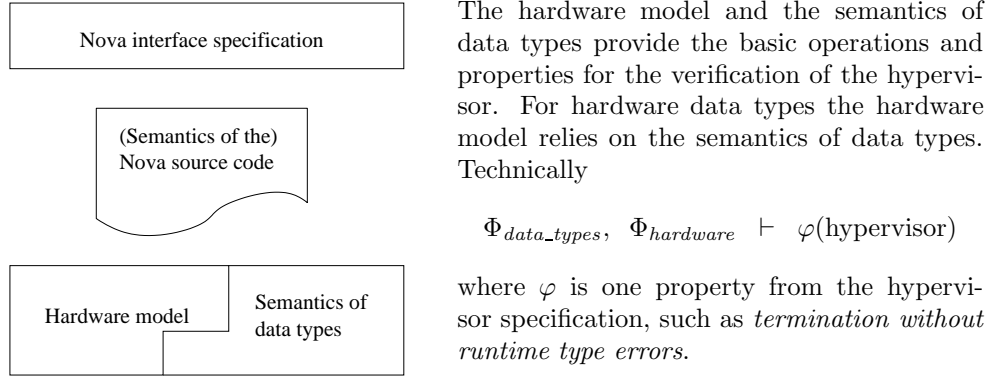 Nova interface specification
(Semantics of the)
Nova source code
Hardware model
Semantics of
data types
The hardware model and the semantics of
data types provide the basic operations and
properties for the verification of the hypervi-
sor. For hardware data types the hardware
model relies on the semantics of data types.
Technically
Φ_data_types, Φ_hardware ⊢ φ(hypervisor)
where φ is one property from the hypervi-
sor specification, such as termination without
runtime type errors.